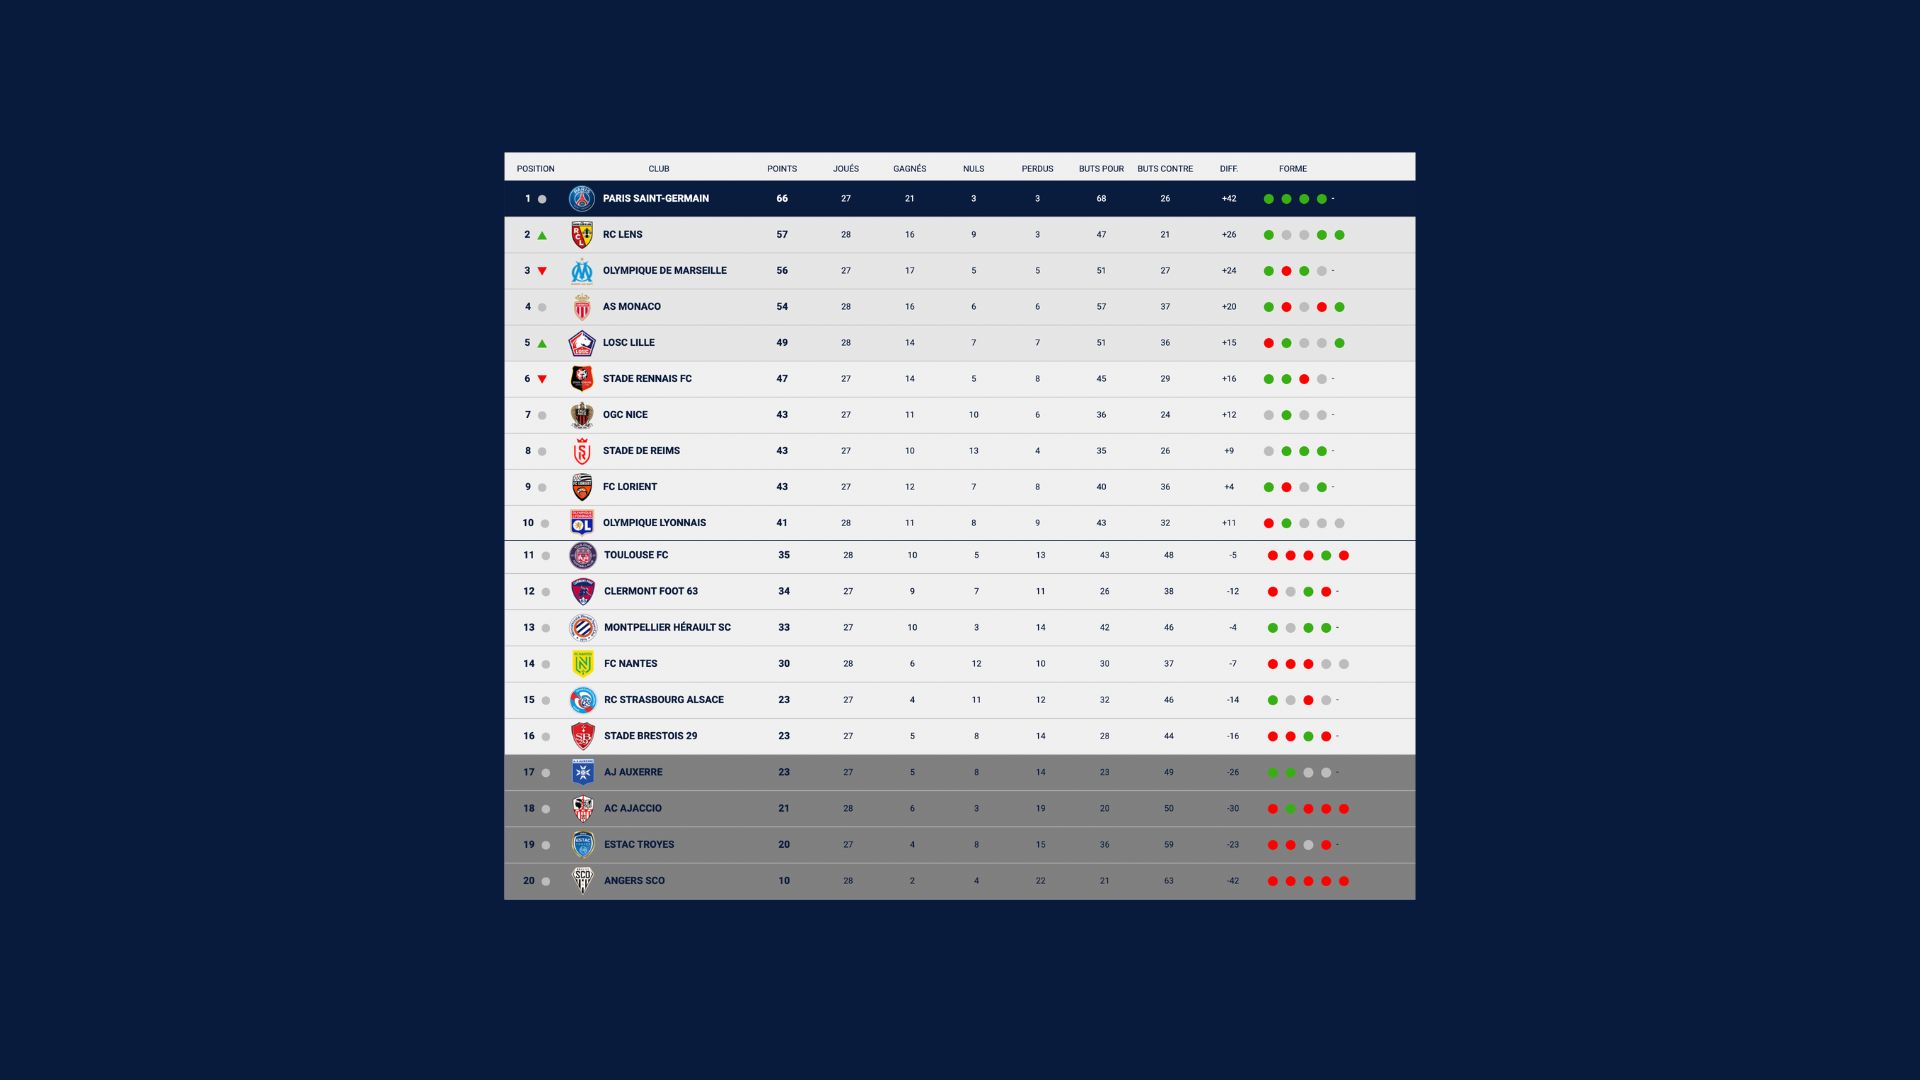 POSITION CLUB POINTS JOUÉS GAGNÉS NULS PERDUS BUTS POUR BUTS CONTRE DIFF. FORME
1 PARIS SAINT-GERMAIN 66 27 21 3 3 68 26 +42 -
2 RC LENS 57 28 16 9 3 47 21 +26
3 OLYMPIQUE DE MARSEILLE 56 27 17 5 5 51 27 +24 -
4 AS MONACO 54 28 16 6 6 57 37 +20
5 LOSC LILLE 49 28 14 7 7 51 36 +15
6 STADE RENNAIS FC 47 27 14 5 8 45 29 +16 -
7 OGC NICE 43 27 11 10 6 36 24 +12 -
8 STADE DE REIMS 43 27 10 13 4 35 26 +9 -
9 FC LORIENT 43 27 12 7 8 40 36 +4 -
10 OLYMPIQUE LYONNAIS 41 28 11 8 9 43 32 +11
11 TOULOUSE FC 35 28 10 5 13 43 48 -5
12 CLERMONT FOOT 63 34 27 9 7 11 26 38 -12 -
13 MONTPELLIER HÉRAULT SC 33 27 10 3 14 42 46 -4 -
14 FC NANTES 30 28 6 12 10 30 37 -7
15 RC STRASBOURG ALSACE 23 27 4 11 12 32 46 -14 -
16 STADE BRESTOIS 29 23 27 5 8 14 28 44 -16 -
17 AJ AUXERRE 23 27 5 8 14 23 49 -26 -
18 AC AJACCIO 21 28 6 3 19 20 50 -30
19 ESTAC TROYES 20 27 4 8 15 36 59 -23 -
20 ANGERS SCO 10 28 2 4 22 21 63 -42